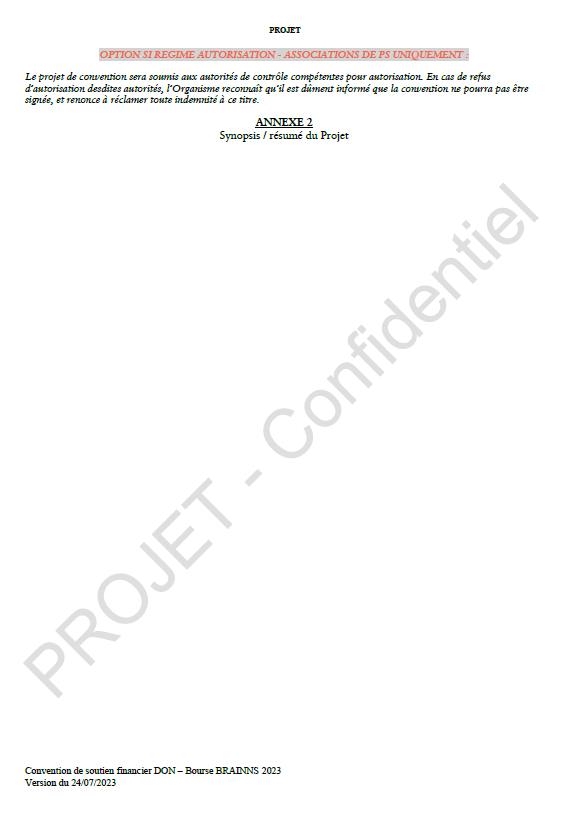 PROJET
OPTION SI REGIME AUTORISATION - ASSOCIATIONS DE PS UNIQUEMENT :
Le projet de convention sera soumis aux autorités de contrôle compétentes pour autorisation. En cas de refus
d'autorisation desdites autorités, l'Organisme reconnaît qu'il est dûment informé que la convention ne pourra pas être
signée, et renonce à réclamer toute indemnité à ce titre.
ANNEXE 2
Synopsis / résumé du Projet
PROJET - Confidentiel
Convention de soutien financier DON – Bourse BRAINNS 2023
Version du 24/07/2023